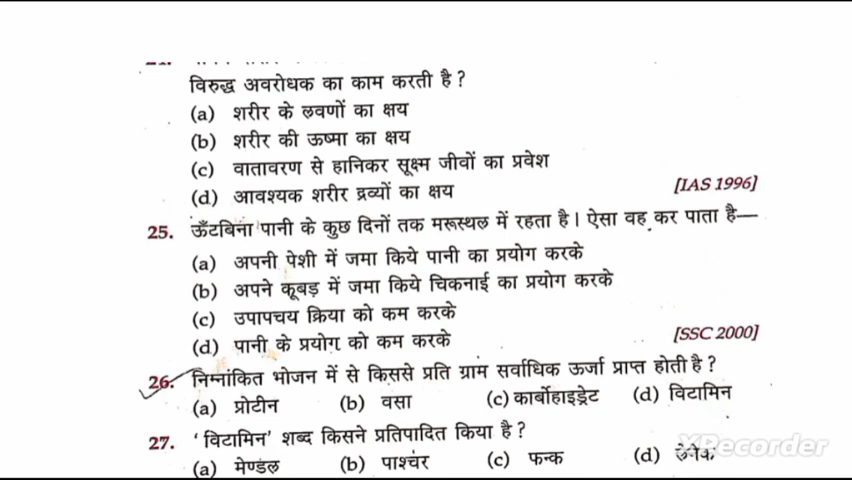 विरुद्ध अवरोधक का काम करती है ?
(a) शरीर के लवणों का क्षय
(b) शरीर की ऊष्मा का क्षय
(c) वातावरण से हानिकर सूक्ष्म जीवों का प्रवेश
(d) आवश्यक शरीर द्रव्यों का क्षय [IAS 1996]
25. ऊँटबिना पानी के कुछ दिनों तक मरूस्थल में रहता है। ऐसा वह कर पाता है—
(a) अपनी पेशी में जमा किये पानी का प्रयोग करके
(b) अपने कूबड़ में जमा किये चिकनाई का प्रयोग करके
(c) उपापचय क्रिया को कम करके
(d) पानी के प्रयोग को कम करके [SSC 2000]
26. निम्नांकित भोजन में से किससे प्रति ग्राम सर्वाधिक ऊर्जा प्राप्त होती है ?
(a) प्रोटीन (b) वसा (c) कार्बोहाइड्रेट (d) विटामिन
27. ‘विटामिन’ शब्द किसने प्रतिपादित किया है ?
(a) मेण्डल (b) पाश्चर (c) फन्क (d)
XRecorder